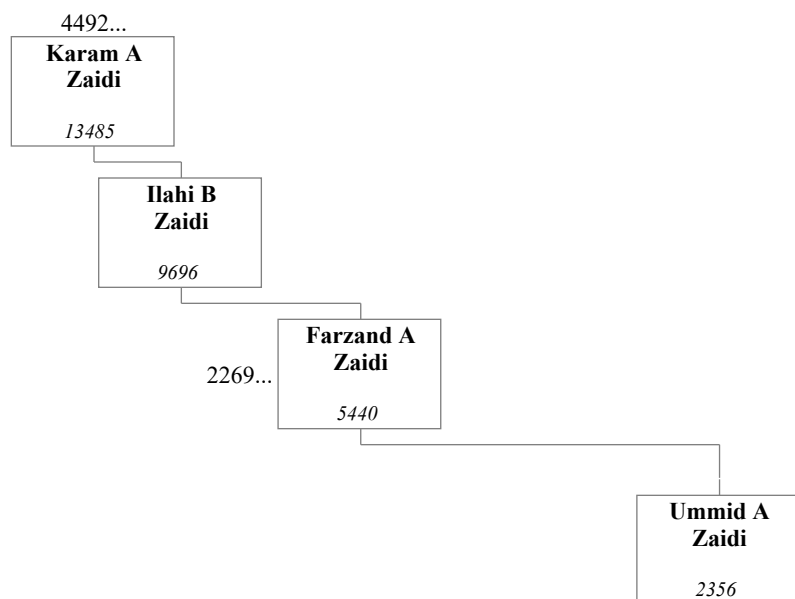 4492...
Karam A
Zaidi
13485
Ilahi B
Zaidi
9696
Farzand A
Zaidi
2269...
5440
Ummid A
Zaidi
2356